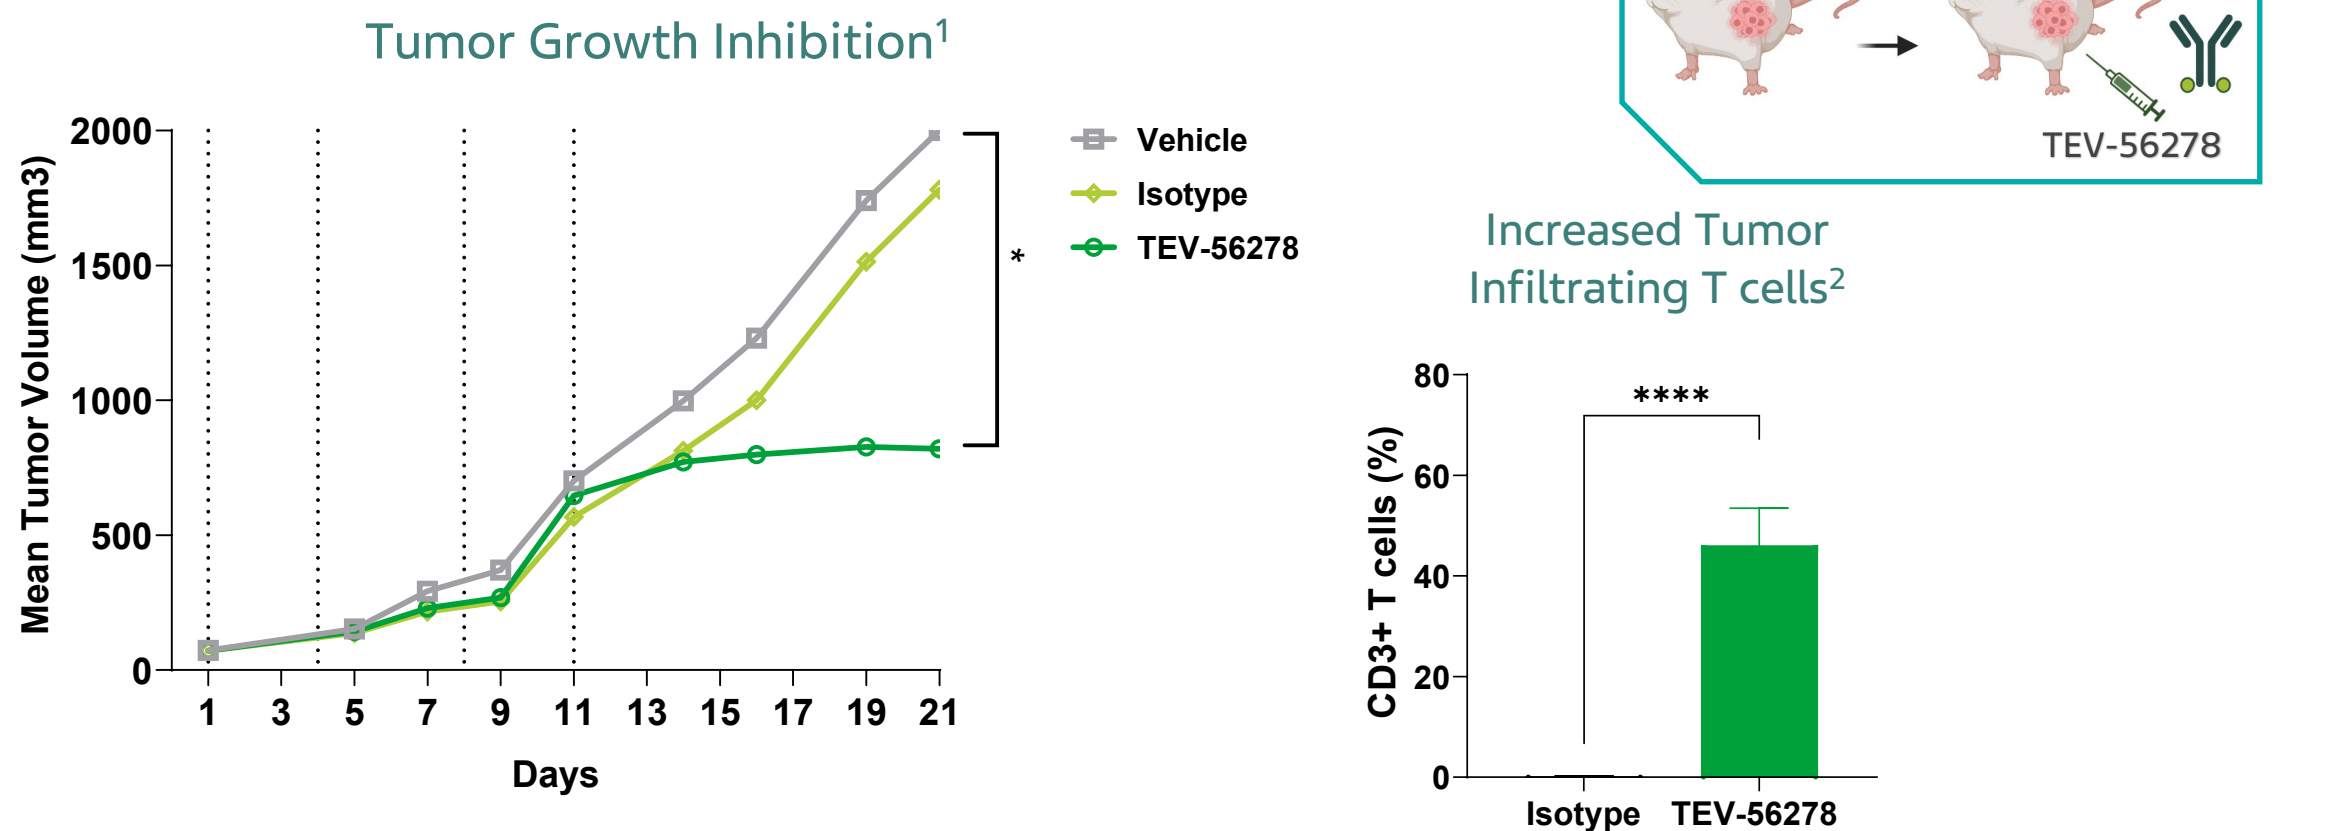 Tumor Growth Inhibition¹
Mean Tumor Volume (mm3)
2000
1500
1000
500
0
1 3 5 7 9 11 13 15 17 19 21
Days
*
Vehicle
Isotype
TEV-56278
TEV-56278
Increased Tumor
Infiltrating T cells²
CD3+ T cells (%)
80
60
40
20
0
****
Isotype TEV-56278